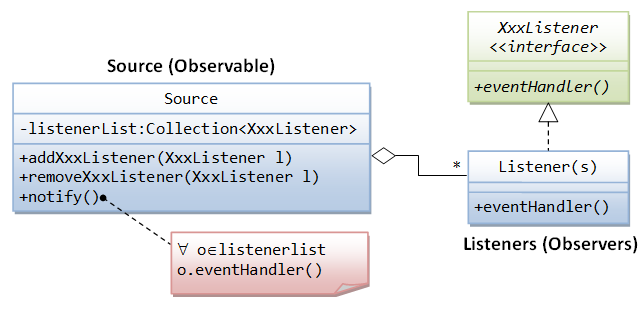 XxxListener
<<interface>>
+eventHandler()
Source (Observable)
Source
-listenerList:Collection<XxxListener>
+addXxxListener(XxxListener l)
+removeXxxListener(XxxListener l)
+notify()
*
Listener(s)
+eventHandler()
Listeners (Observers)
∀ o∈listenerlist
o.eventHandler()